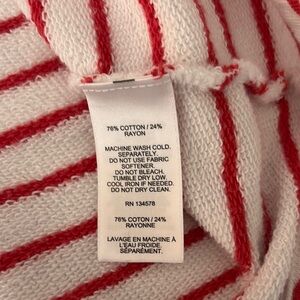 76% COTTON / 24%
RAYON
MACHINE WASH COLD.
SEPARATELY.
DO NOT USE FABRIC
SOFTENER.
DO NOT BLEACH.
TUMBLE DRY LOW.
COOL IRON IF NEEDED.
DO NOT DRY CLEAN.
RN 134578
76% COTON / 24%
RAYONNE
LAVAGE EN MACHINE À
L'EAU FROIDE.
SÉPARÉMENT.